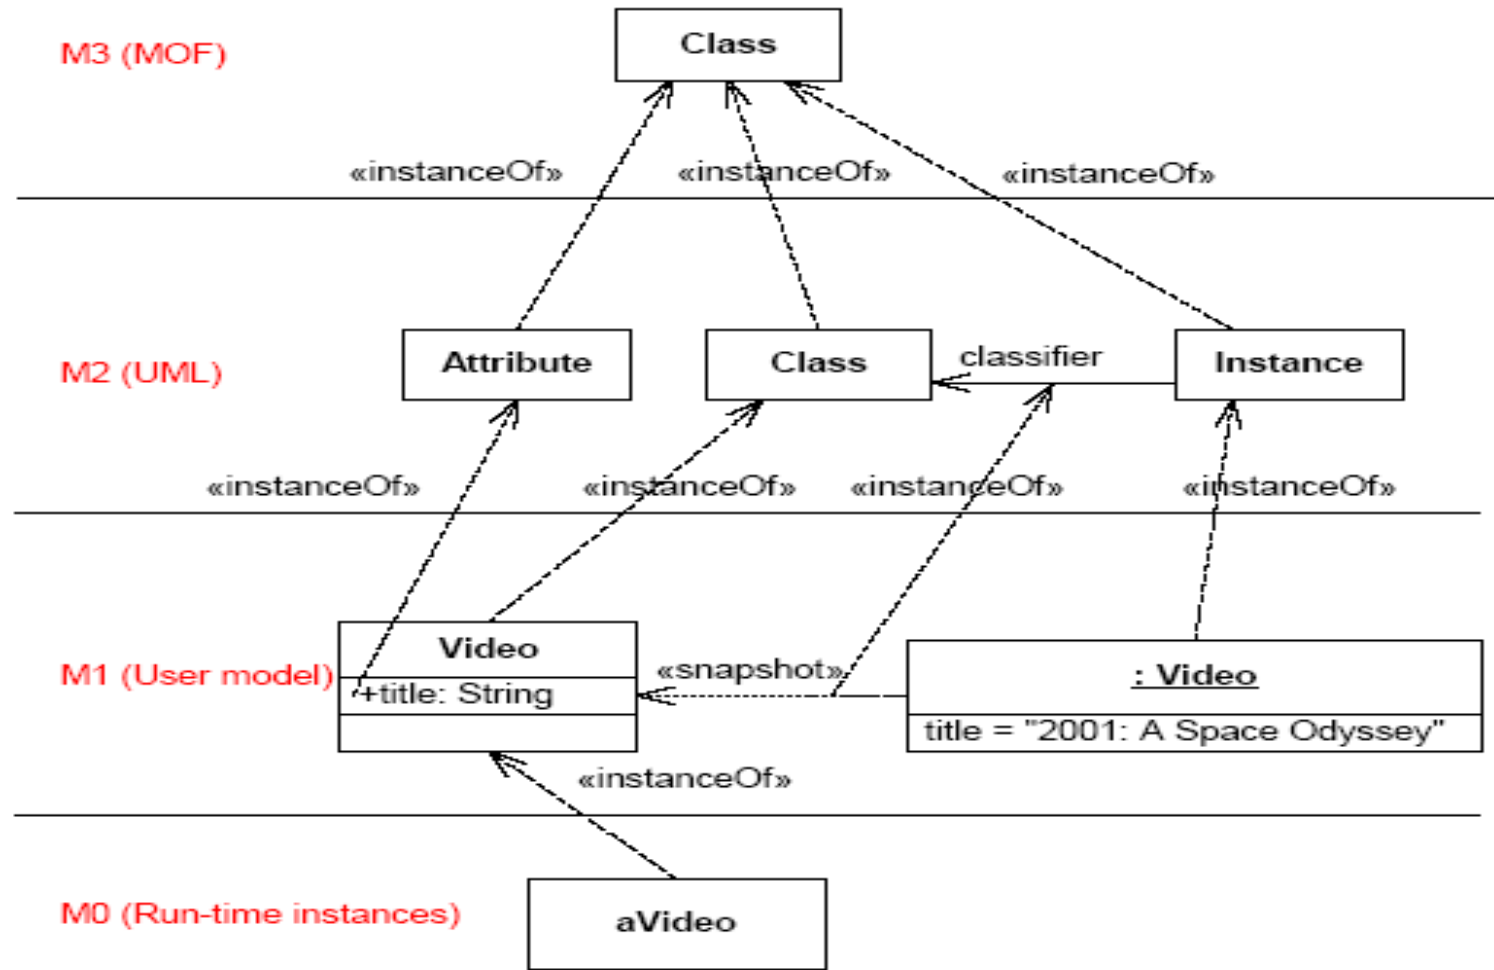 M3 (MOF)
Class
«instanceOf»
«instanceOf»
«instanceOf»
M2 (UML)
Attribute
Class
classifier
Instance
«instanceOf»
«instanceOf»
«instanceOf»
«instanceOf»
M1 (User model)
Video
+title: String
«snapshot»
: Video
title = "2001: A Space Odyssey"
«instanceOf»
M0 (Run-time instances)
aVideo